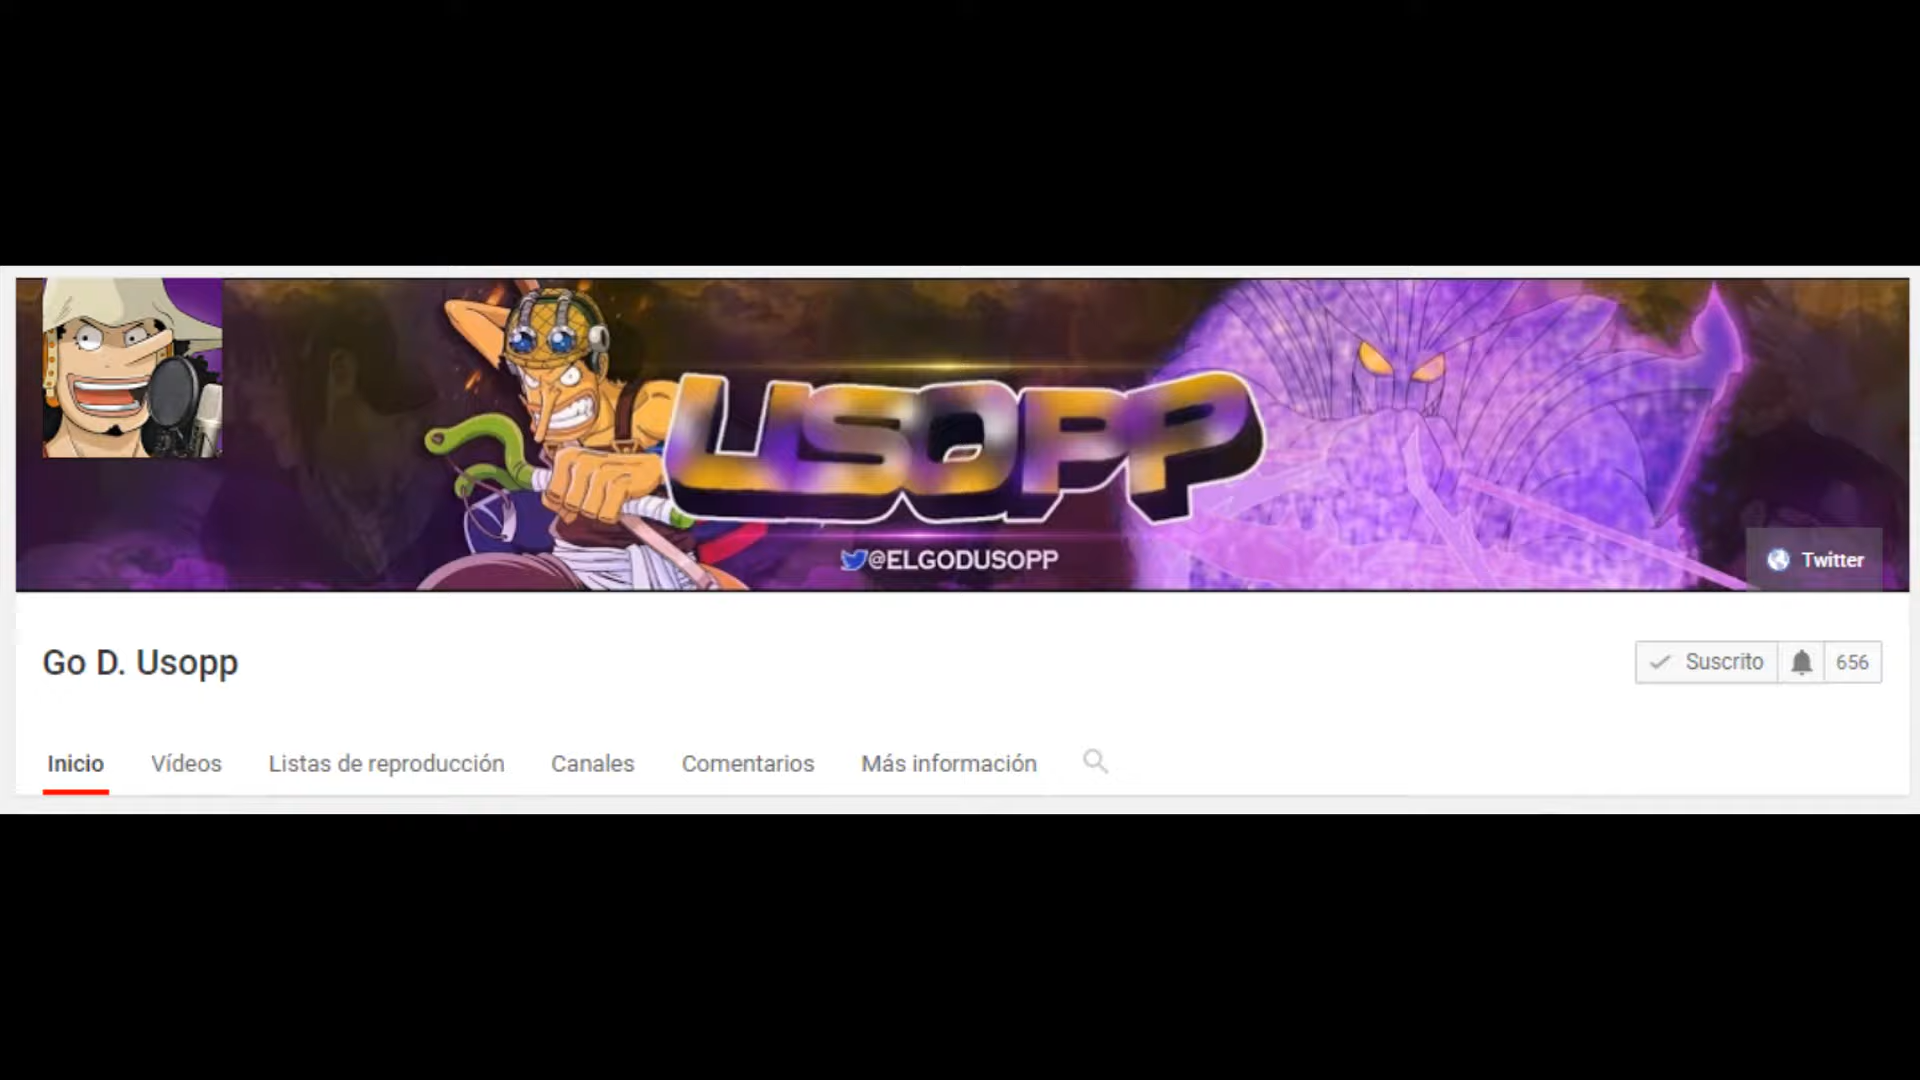 USOPP
@ELGODUSOPP
Twitter
Go D. Usopp
Suscrito 656
Inicio Vídeos Listas de reproducción Canales Comentarios Más información